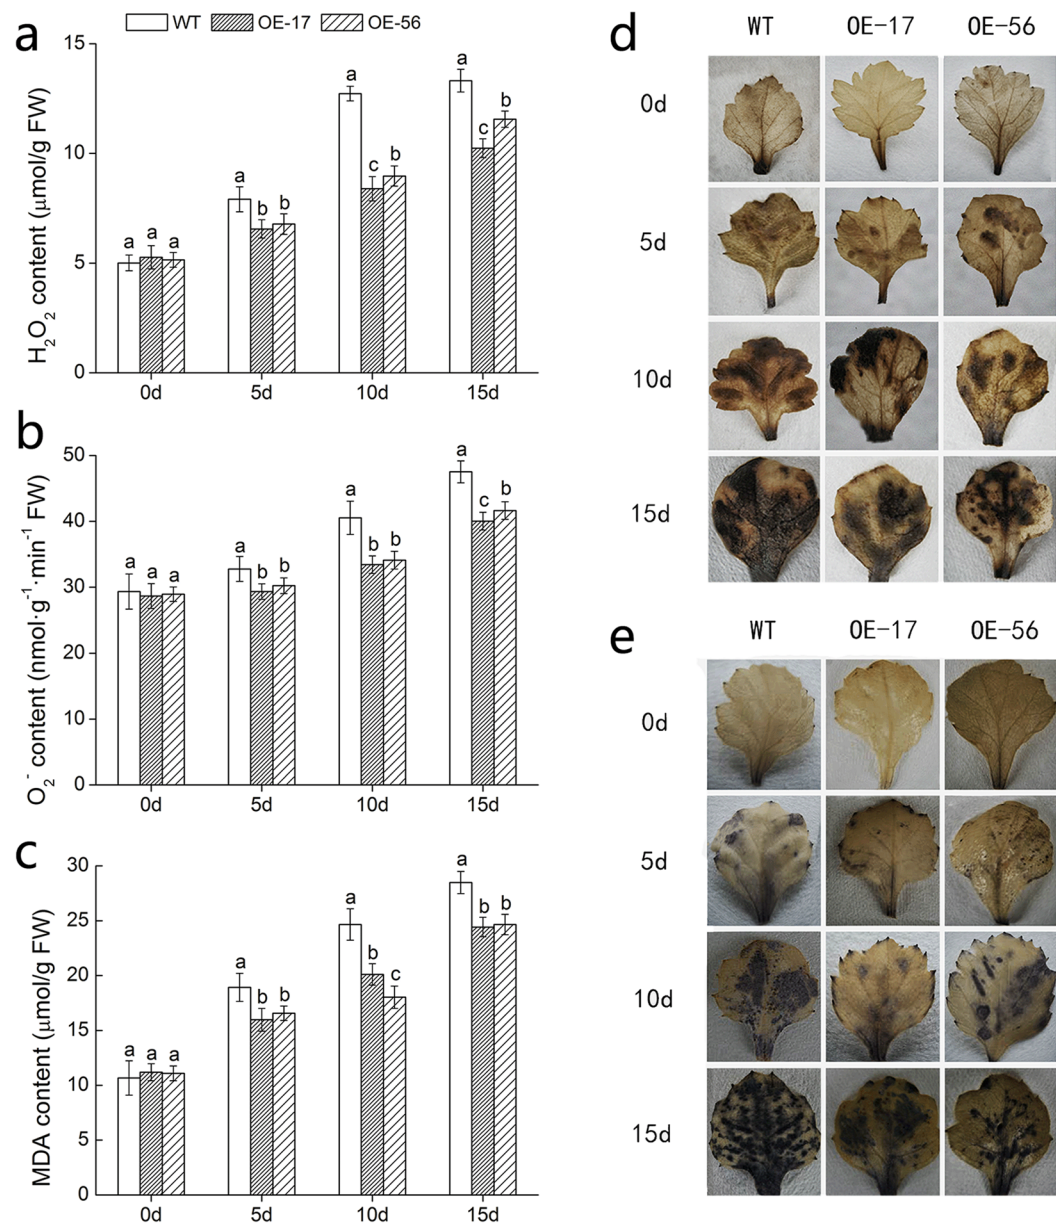 a
WT OE-17 OE-56
H2O2 content (μmol/g FW)
15
10
5
0
a a a
a b b
a c b
a c b
0d 5d 10d 15d
b
O2- content (nmol·g-1·min-1 FW)
50
40
30
20
10
0
a a a
a b b
a b b
a c b
0d 5d 10d 15d
c
MDA content (μmol/g FW)
30
25
20
15
10
5
0
a a a
a b b
a b c
a b b
0d 5d 10d 15d
d
WT OE-17 OE-56
0d
5d
10d
15d
e
WT OE-17 OE-56
0d
5d
10d
15d